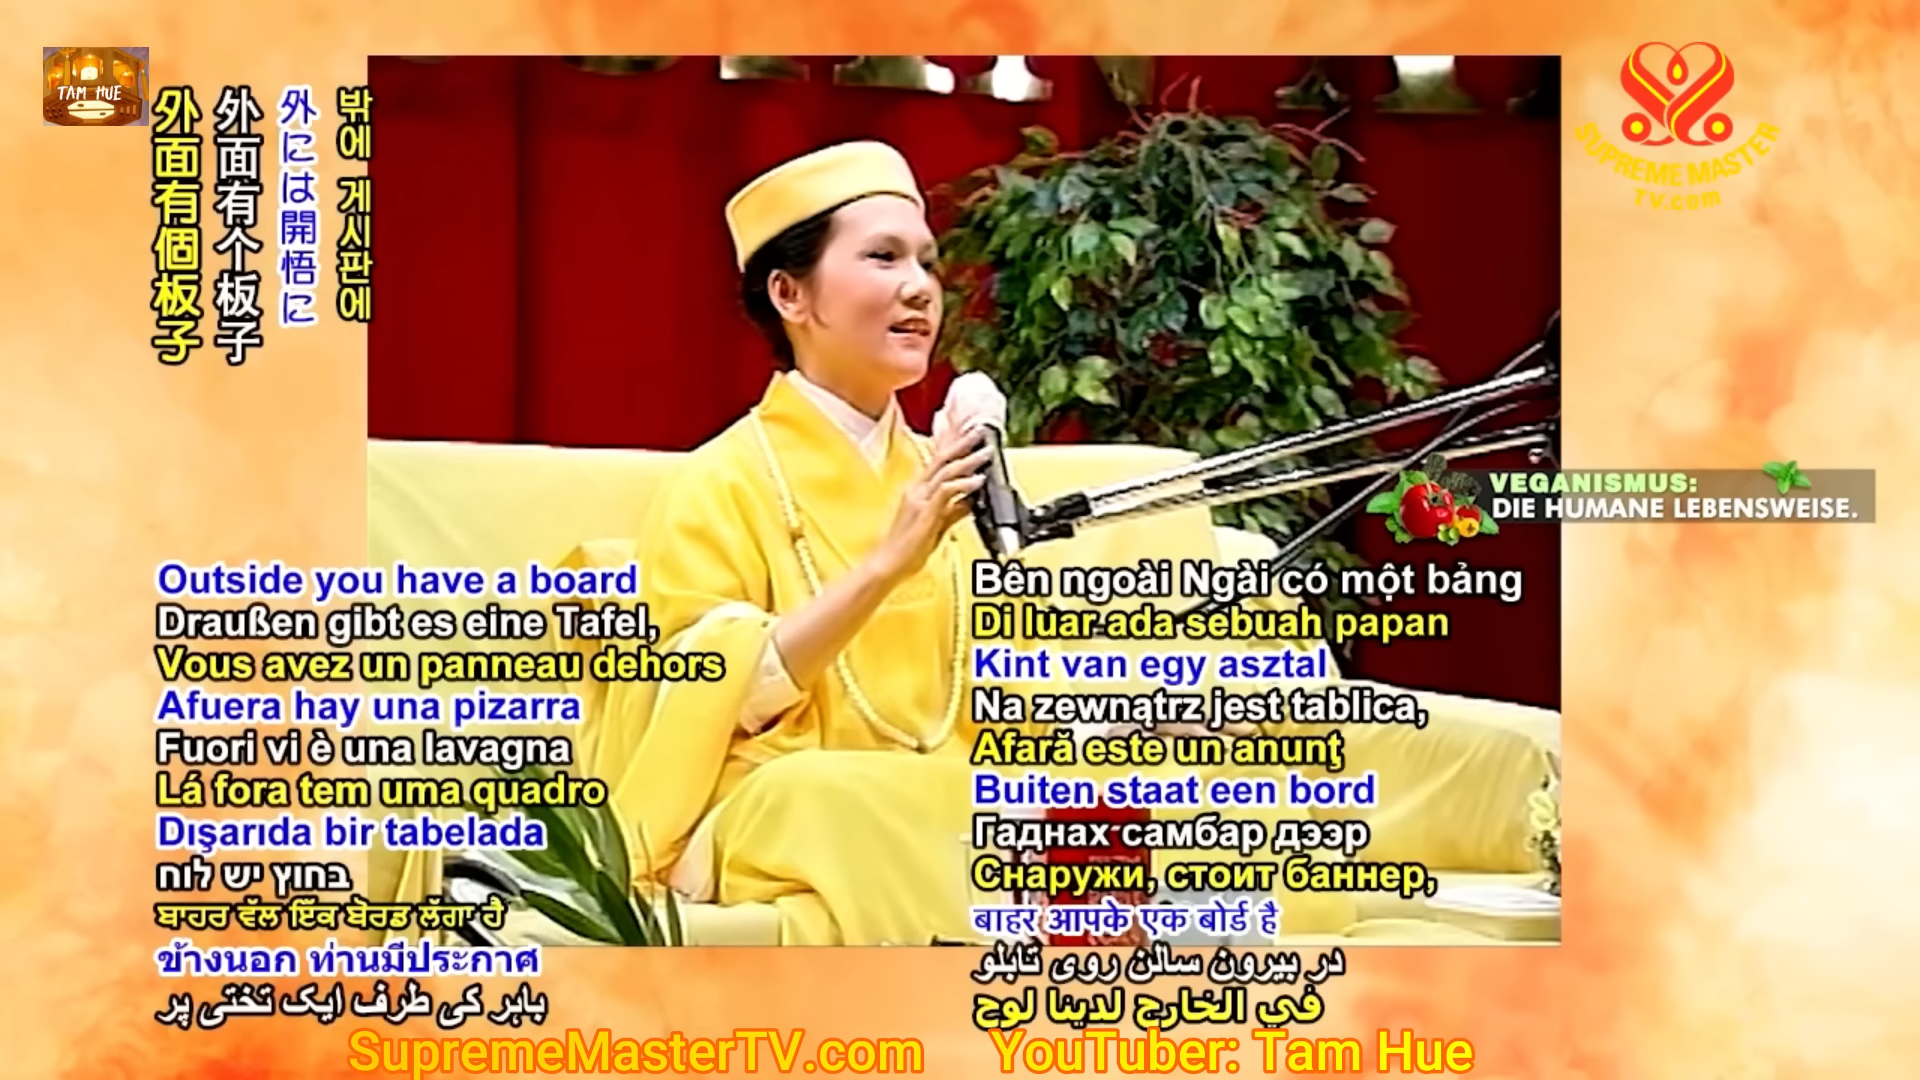 TAM HUE
外面有個板子
外面有个板子
外には開悟に
밖에 게시판에
SUPREME MASTER
TV.com
VEGANISMUS:
DIE HUMANE LEBENSWEISE.
Outside you have a board
Draußen gibt es eine Tafel,
Vous avez un panneau dehors
Afuera hay una pizarra
Fuori vi è una lavagna
Lá fora tem uma quadro
Dışarıda bir tabelada
בחוץ יש לוח
ਬਾਹਰ ਵੱਲ ਇੱਕ ਬੋਰਡ ਲੱਗਾ ਹੈ
ข้างนอก ท่านมีประกาศ
باہر کی طرف ایک تختی پر
Bên ngoài Ngài có một bảng
Di luar ada sebuah papan
Kint van egy asztal
Na zewnątrz jest tablica,
Afară este un anunţ
Buiten staat een bord
Гаднах самбар дээр
Снаружи, стоит баннер,
बाहर आपके एक बोर्ड है
در بیرون سالن روی تابلو
في الخارج لدينا لوح
SupremeMasterTV.com YouTuber: Tam Hue